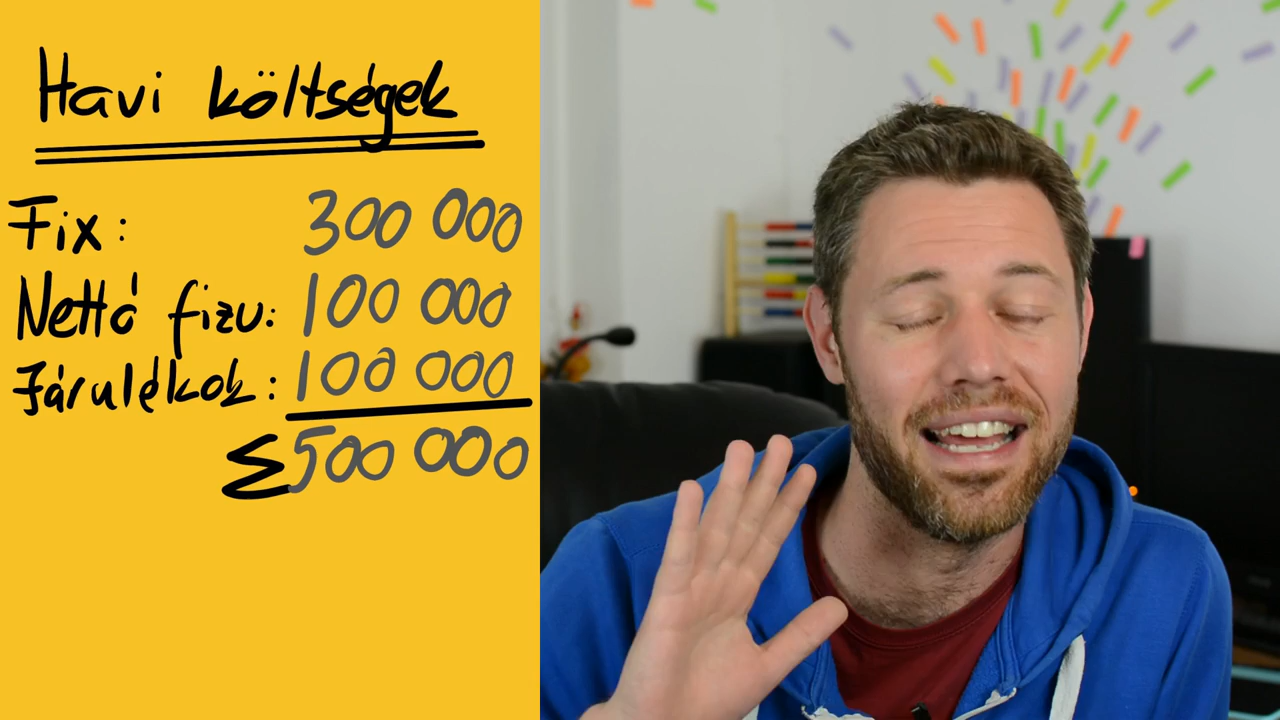 Havi költségek
Fix: 300 000
Nettó fizu: 100 000
Járulékok: 100 000
Σ 500 000